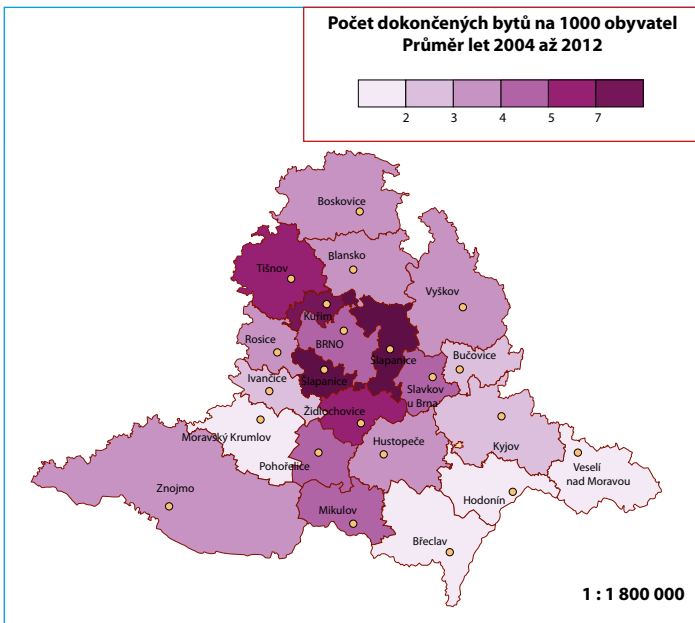 Počet dokončených bytů na 1000 obyvatel
Průměr let 2004 až 2012
2 3 4 5 7
Boskovice
Blansko
Tišnov
Vyškov
Kuřim
Rosice
BRNO
Šlapanice
Bučovice
Ivančice
Šlapanice
Slavkov
u Brna
Židlochovice
Moravský Krumlov
Hustopeče
Kyjov
Pohořelice
Veselí
nad Moravou
Znojmo
Hodonín
Mikulov
Břeclav
1 : 1 800 000